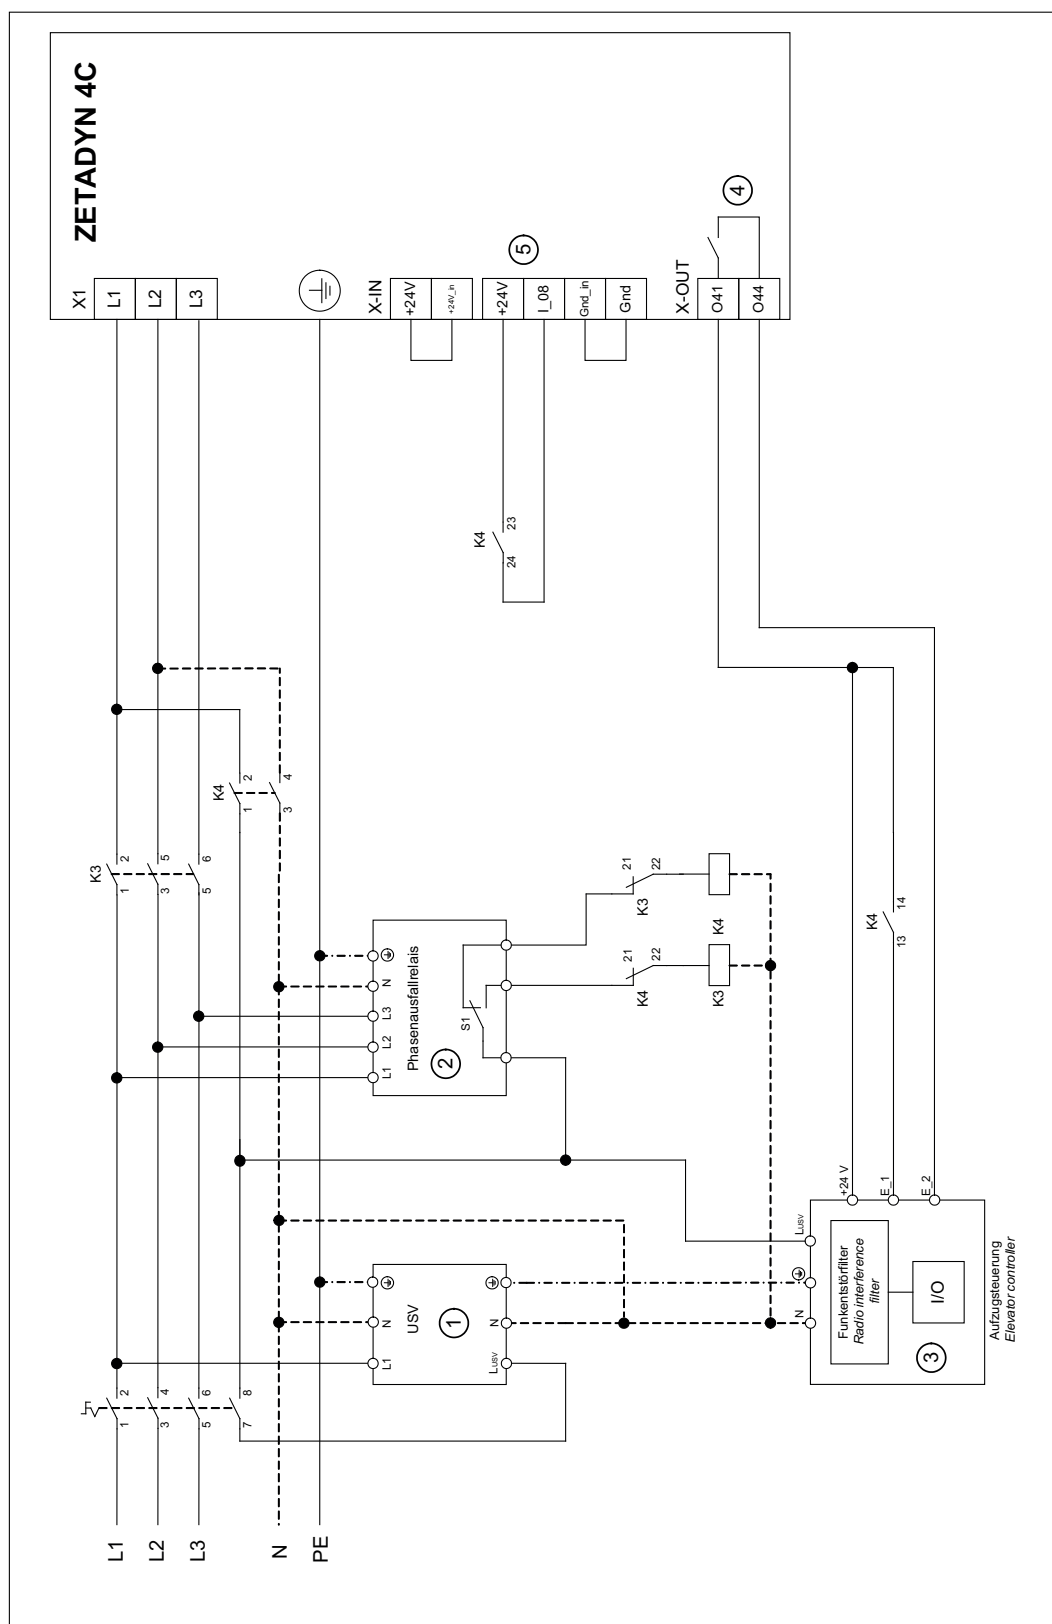 ZETADYN 4C
X1
L1
L2
L3
X-IN
+24V
+24V_in
+24V
I_08
Gnd_in
Gnd
5
X-OUT
O41
O44
4
K4
23
24
K4
2
1
4
3
K3
2
1
5
3
6
5
K3
21
22
K4
K4
21
22
K3
K4
14
13
Phasenausfallrelais
2
S1
L1
L2
L3
N
USV
1
L1
N
LUSV
N
2
1
4
3
6
5
8
7
L1
L2
L3
N
PE
+24 V
E_1
E_2
LUSV
N
Funkentstörfilter
Radio interference
filter
I/O
3
Aufzugsteuerung
Elevator controller